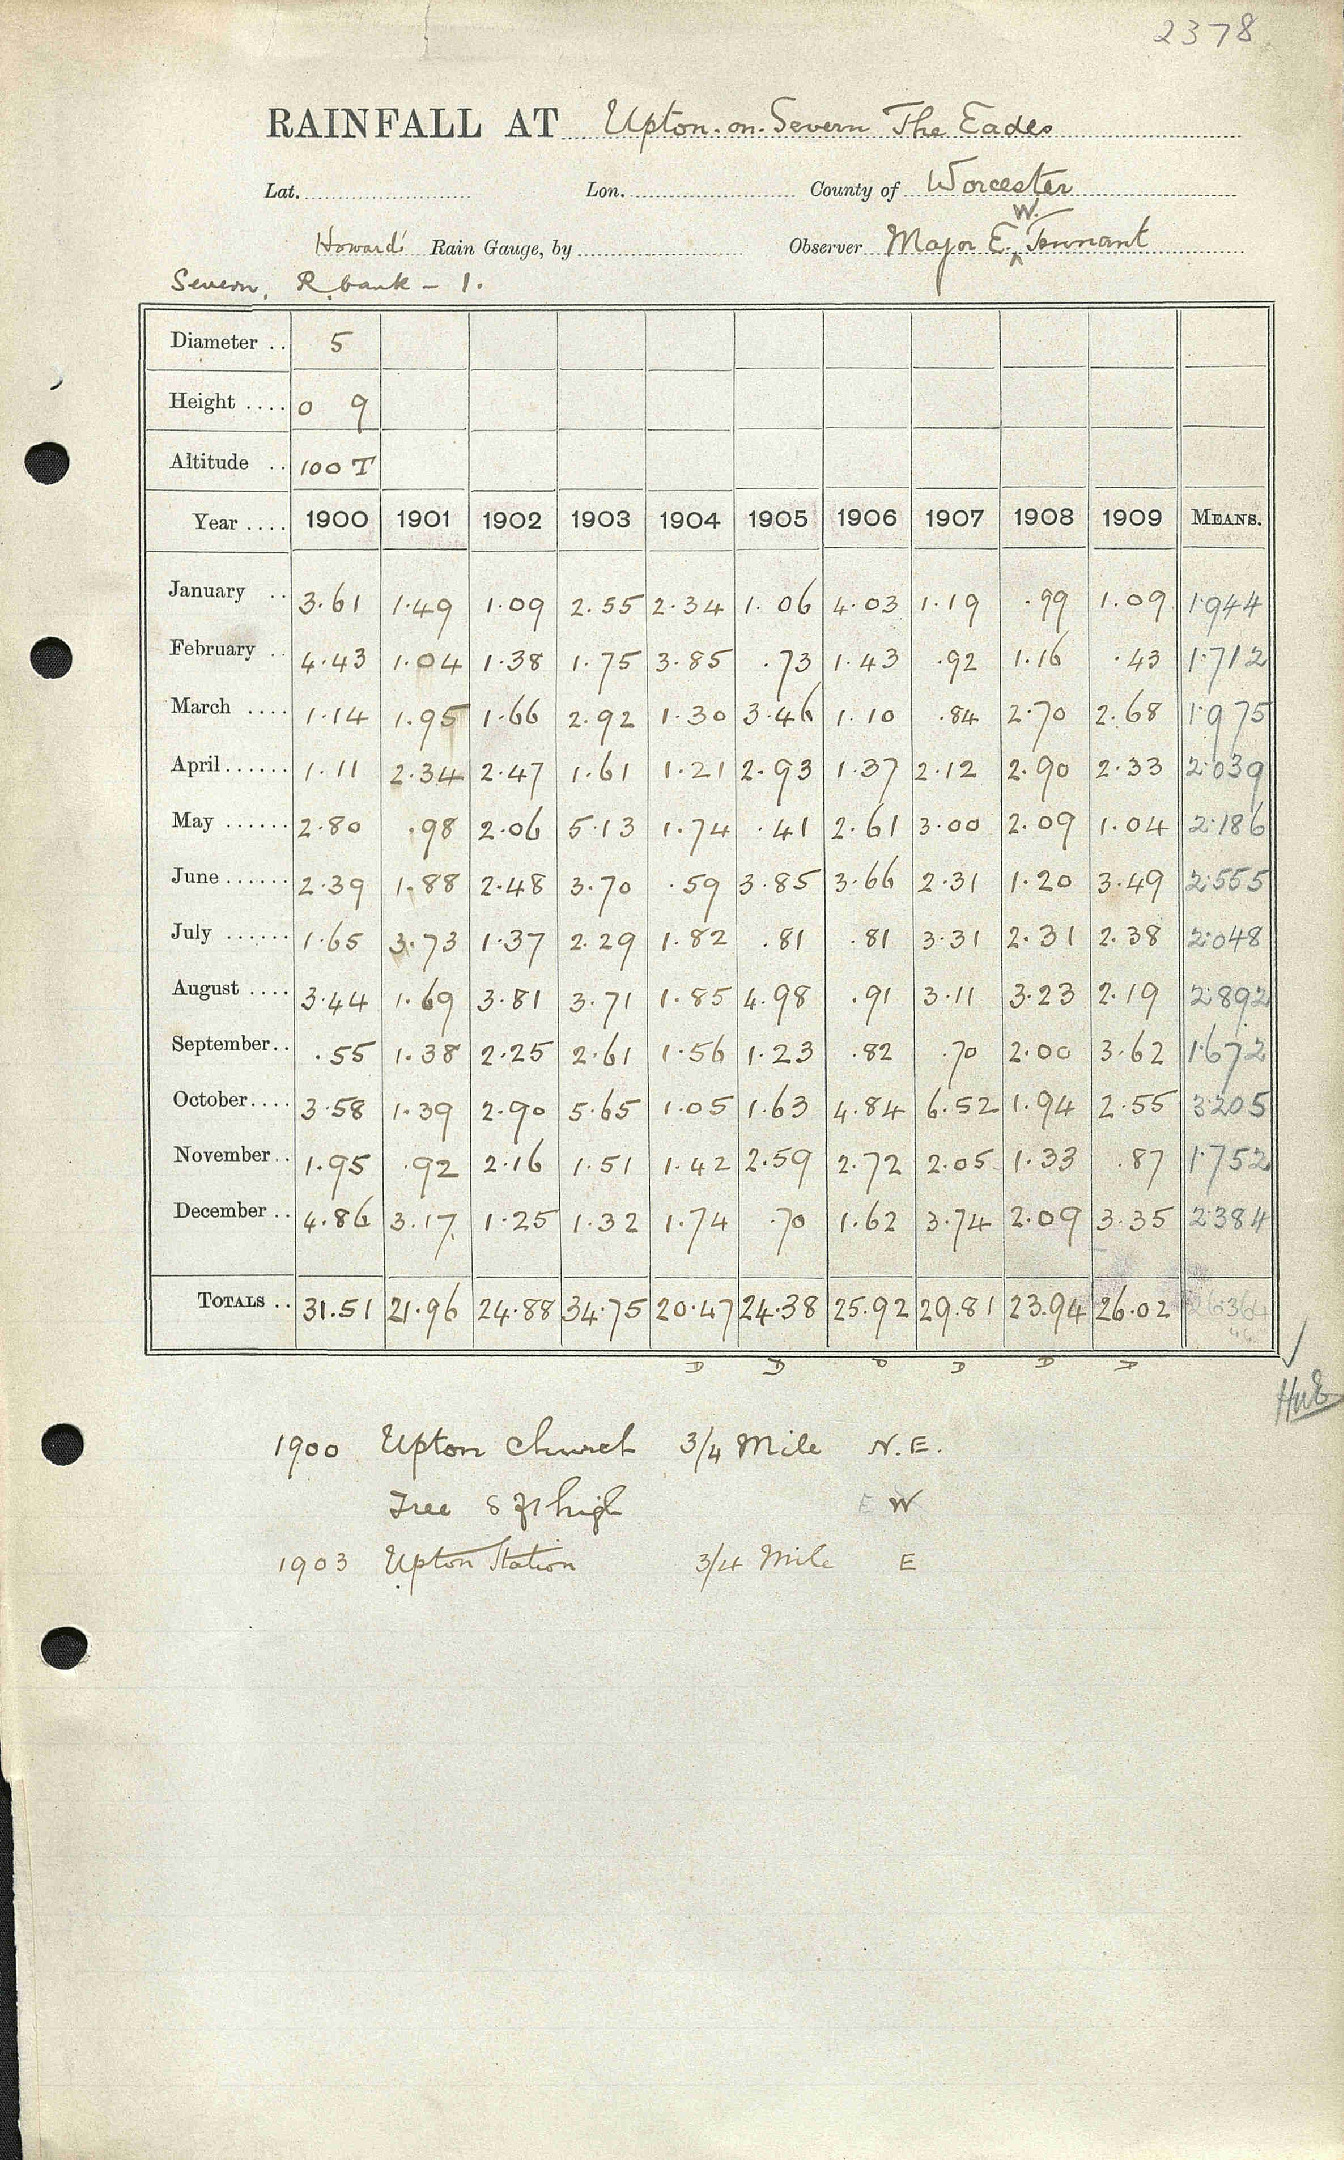 2378
RAINFALL AT Upton-on-Severn The Eades
Lat. Lon. County of Worcester
Howard's Rain Gauge, by Observer Major E. W. Tennant
Severn, R. bank - 1.
Diameter .. 5
Height .... 0 9
Altitude .. 100 T
Year .... 1900 1901 1902 1903 1904 1905 1906 1907 1908 1909 MEANS.
January .. 3.61 1.49 1.09 2.55 2.34 1.06 4.03 1.19 .99 1.09 1.944
February .. 4.43 1.04 1.38 1.75 3.85 .73 1.43 .92 1.16 .43 1.712
March .... 1.14 1.95 1.66 2.92 1.30 3.46 1.10 .84 2.70 2.68 1.975
April...... 1.11 2.34 2.47 1.61 1.21 2.93 1.37 2.12 2.90 2.33 2.039
May ...... 2.80 .98 2.06 5.13 1.74 .41 2.61 3.00 2.09 1.04 2.186
June...... 2.39 1.88 2.48 3.70 .59 3.85 3.66 2.31 1.20 3.49 2.555
July ...... 1.65 3.73 1.37 2.29 1.82 .81 .81 3.31 2.31 2.38 2.048
August .... 3.44 1.69 3.81 3.71 1.85 4.98 .91 3.11 3.23 2.19 2.892
September.. .55 1.38 2.25 2.61 1.56 1.23 .82 .70 2.00 3.62 1.672
October.... 3.58 1.39 2.90 5.65 1.05 1.63 4.84 6.52 1.94 2.55 3.205
November.. 1.95 .92 2.16 1.51 1.42 2.59 2.72 2.05 1.33 .87 1.752
December .. 4.86 3.17 1.25 1.32 1.74 .70 1.62 3.74 2.09 3.35 2.384
TOTALS .. 31.51 21.96 24.88 34.75 20.47 24.38 25.92 29.81 23.94 26.02 26.364
D D D D D D
1900 Upton Church 3/4 Mile N.E.
Tree 8 ft high E W
1903 Upton Station 3/4 Mile E